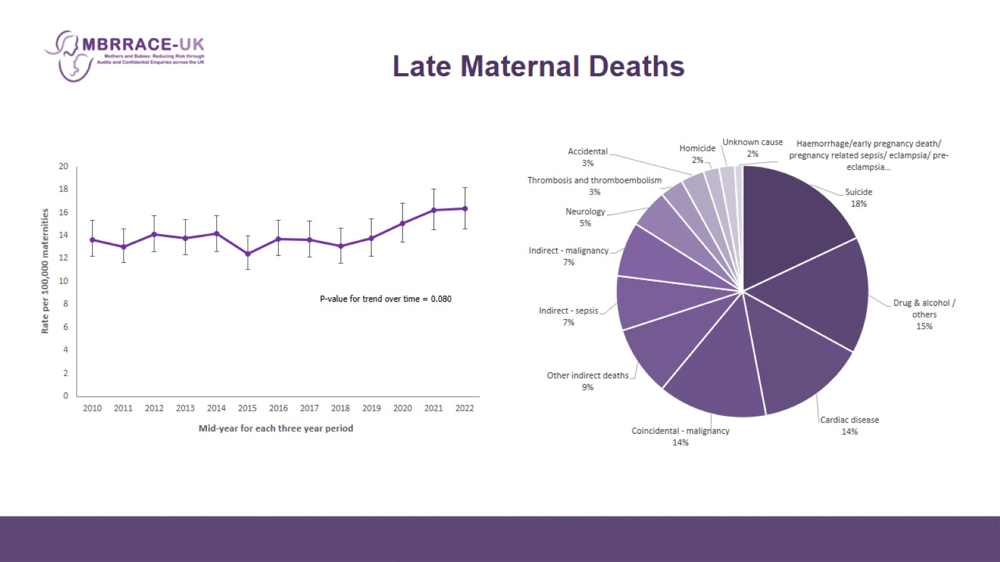 MBRRACE-UK
Mothers and Babies: Reducing Risk through
Audits and Confidential Enquiries across the UK
Late Maternal Deaths
Rate per 100,000 maternities
20
18
16
14
12
10
8
6
4
2
0
P-value for trend over time = 0.080
2010 2011 2012 2013 2014 2015 2016 2017 2018 2019 2020 2021 2022
Mid-year for each three year period
Haemorrhage/early pregnancy death/
pregnancy related sepsis/ eclampsia/ pre-
eclampsia...
Suicide
18%
Drug & alcohol /
others
15%
Cardiac disease
14%
Coincidental - malignancy
14%
Other indirect deaths
9%
Indirect - sepsis
7%
Indirect - malignancy
7%
Neurology
5%
Thrombosis and thromboembolism
3%
Accidental
3%
Homicide
2%
Unknown cause
2%